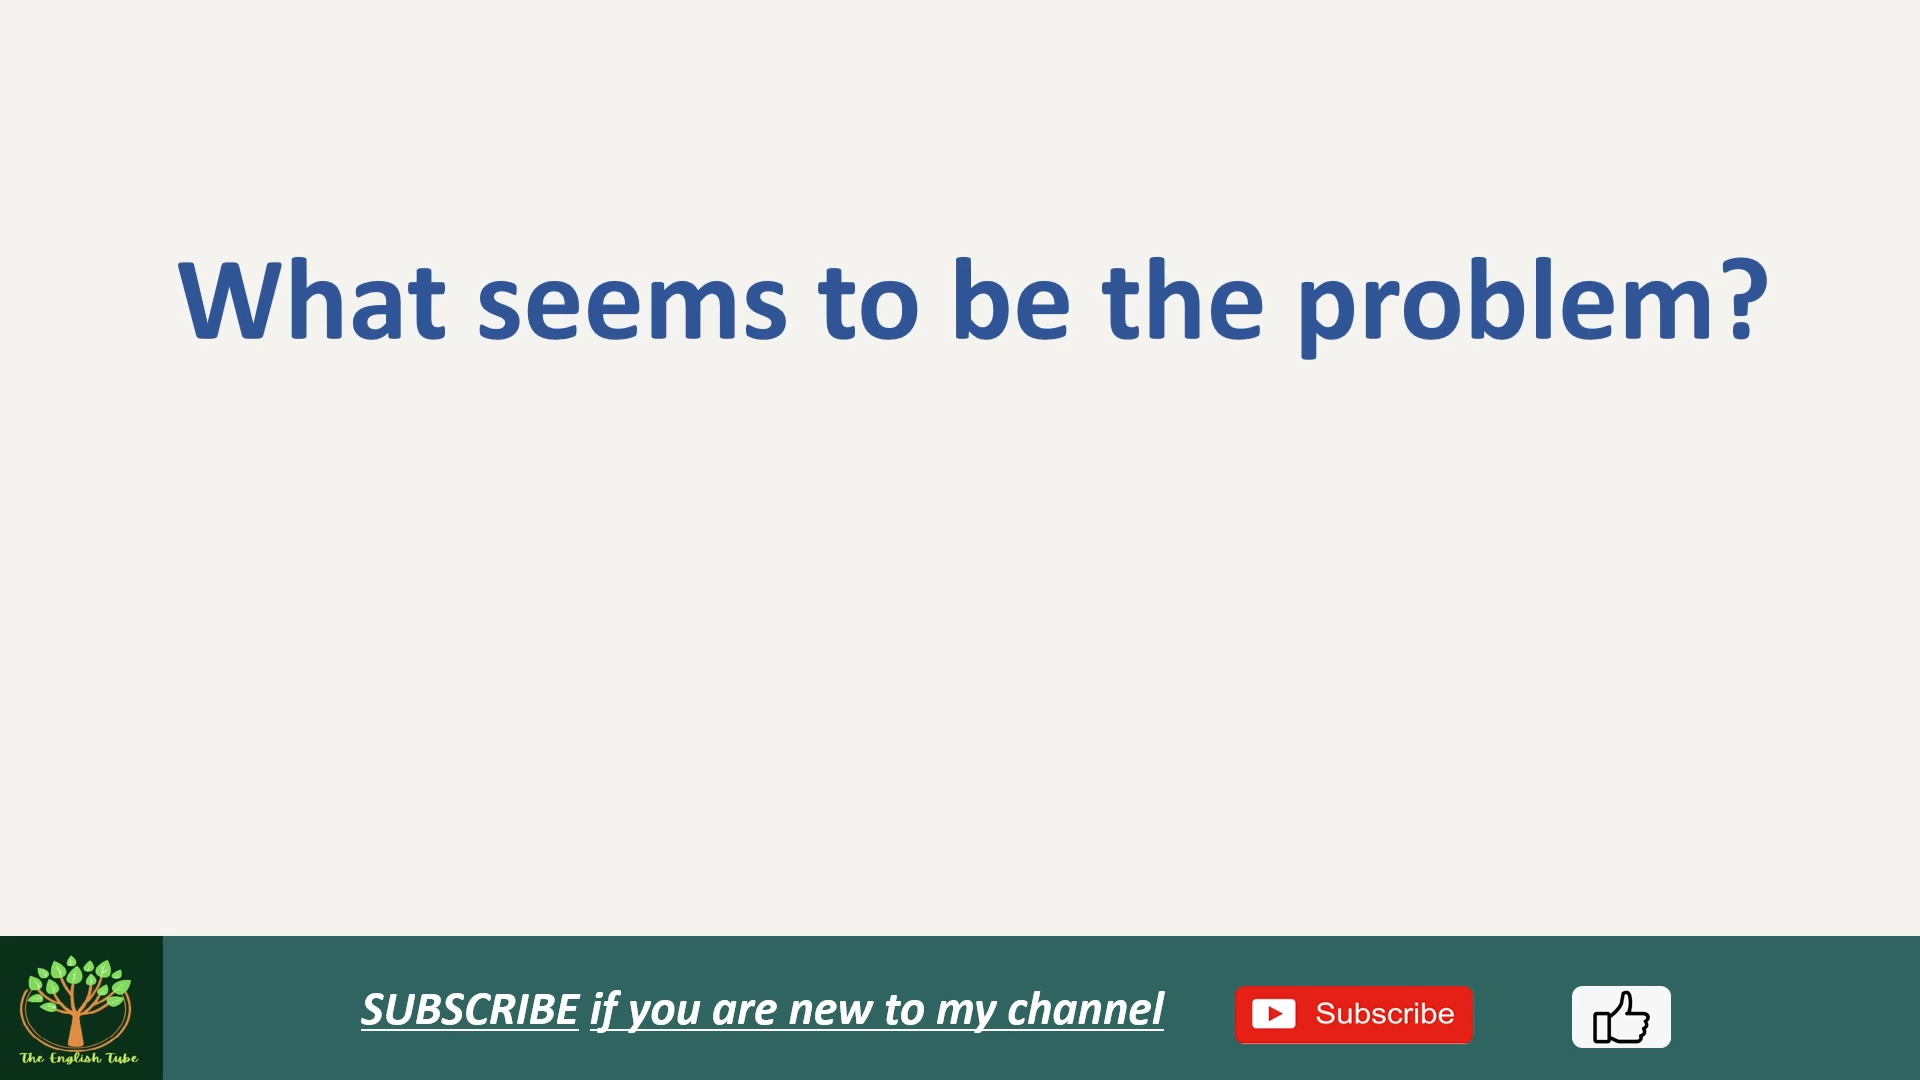 What seems to be the problem?
SUBSCRIBE if you are new to my channel
Subscribe
The English Tube